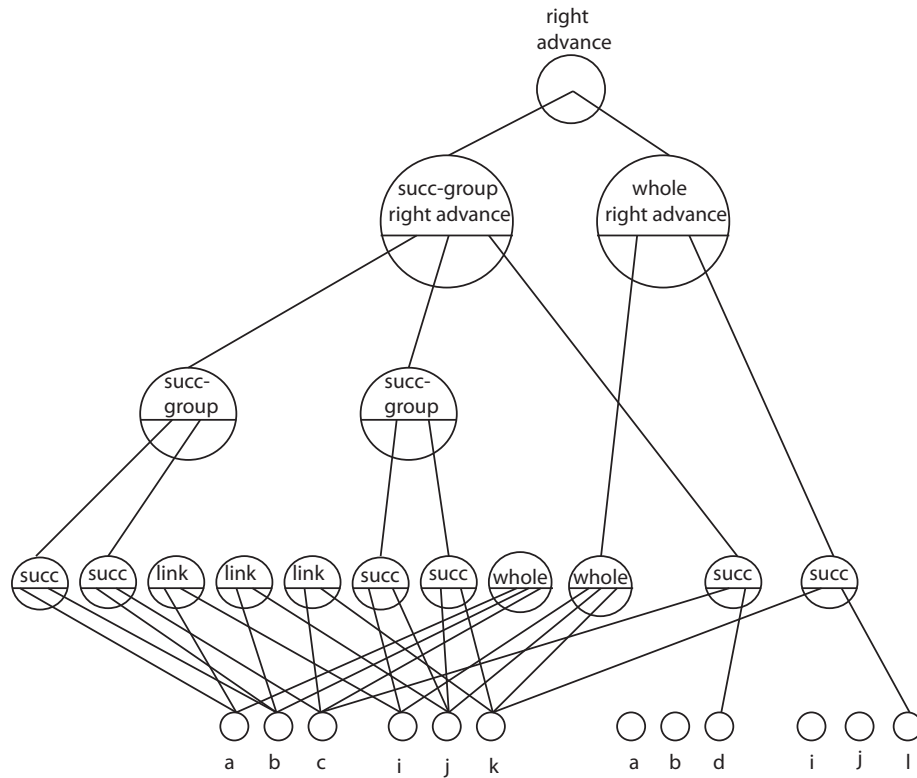 right
advance
succ-group
right advance
whole
right advance
succ-
group
succ-
group
succ
succ
link
link
link
succ
succ
whole
whole
succ
succ
a
b
c
i
j
k
a
b
d
i
j
l